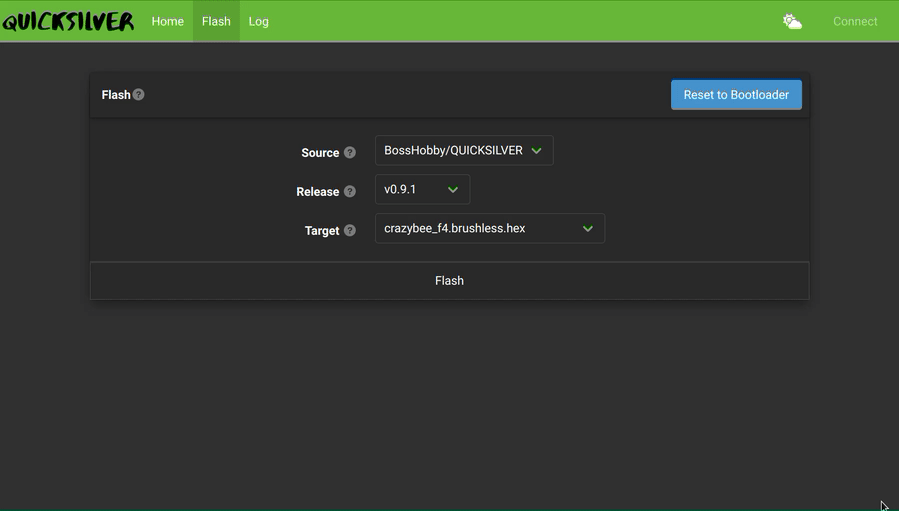 QUICKSILVER Home Flash Log Connect
Flash Reset to Bootloader
Source BossHobby/QUICKSILVER
Release v0.9.1
Target crazybee_f4.brushless.hex
Flash